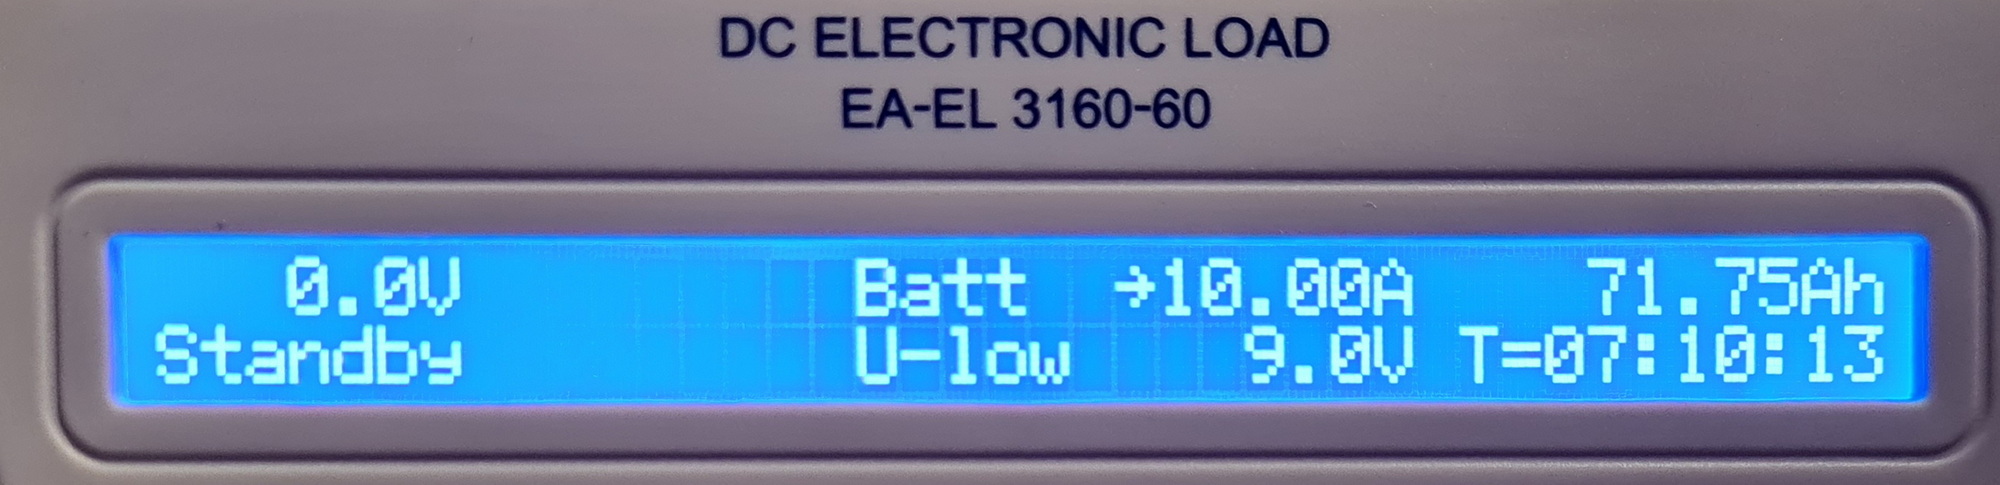 DC ELECTRONIC LOAD
EA-EL 3160-60
0.0V Batt →10.00A 71.75Ah
Standby U-low 9.0V T=07:10:13